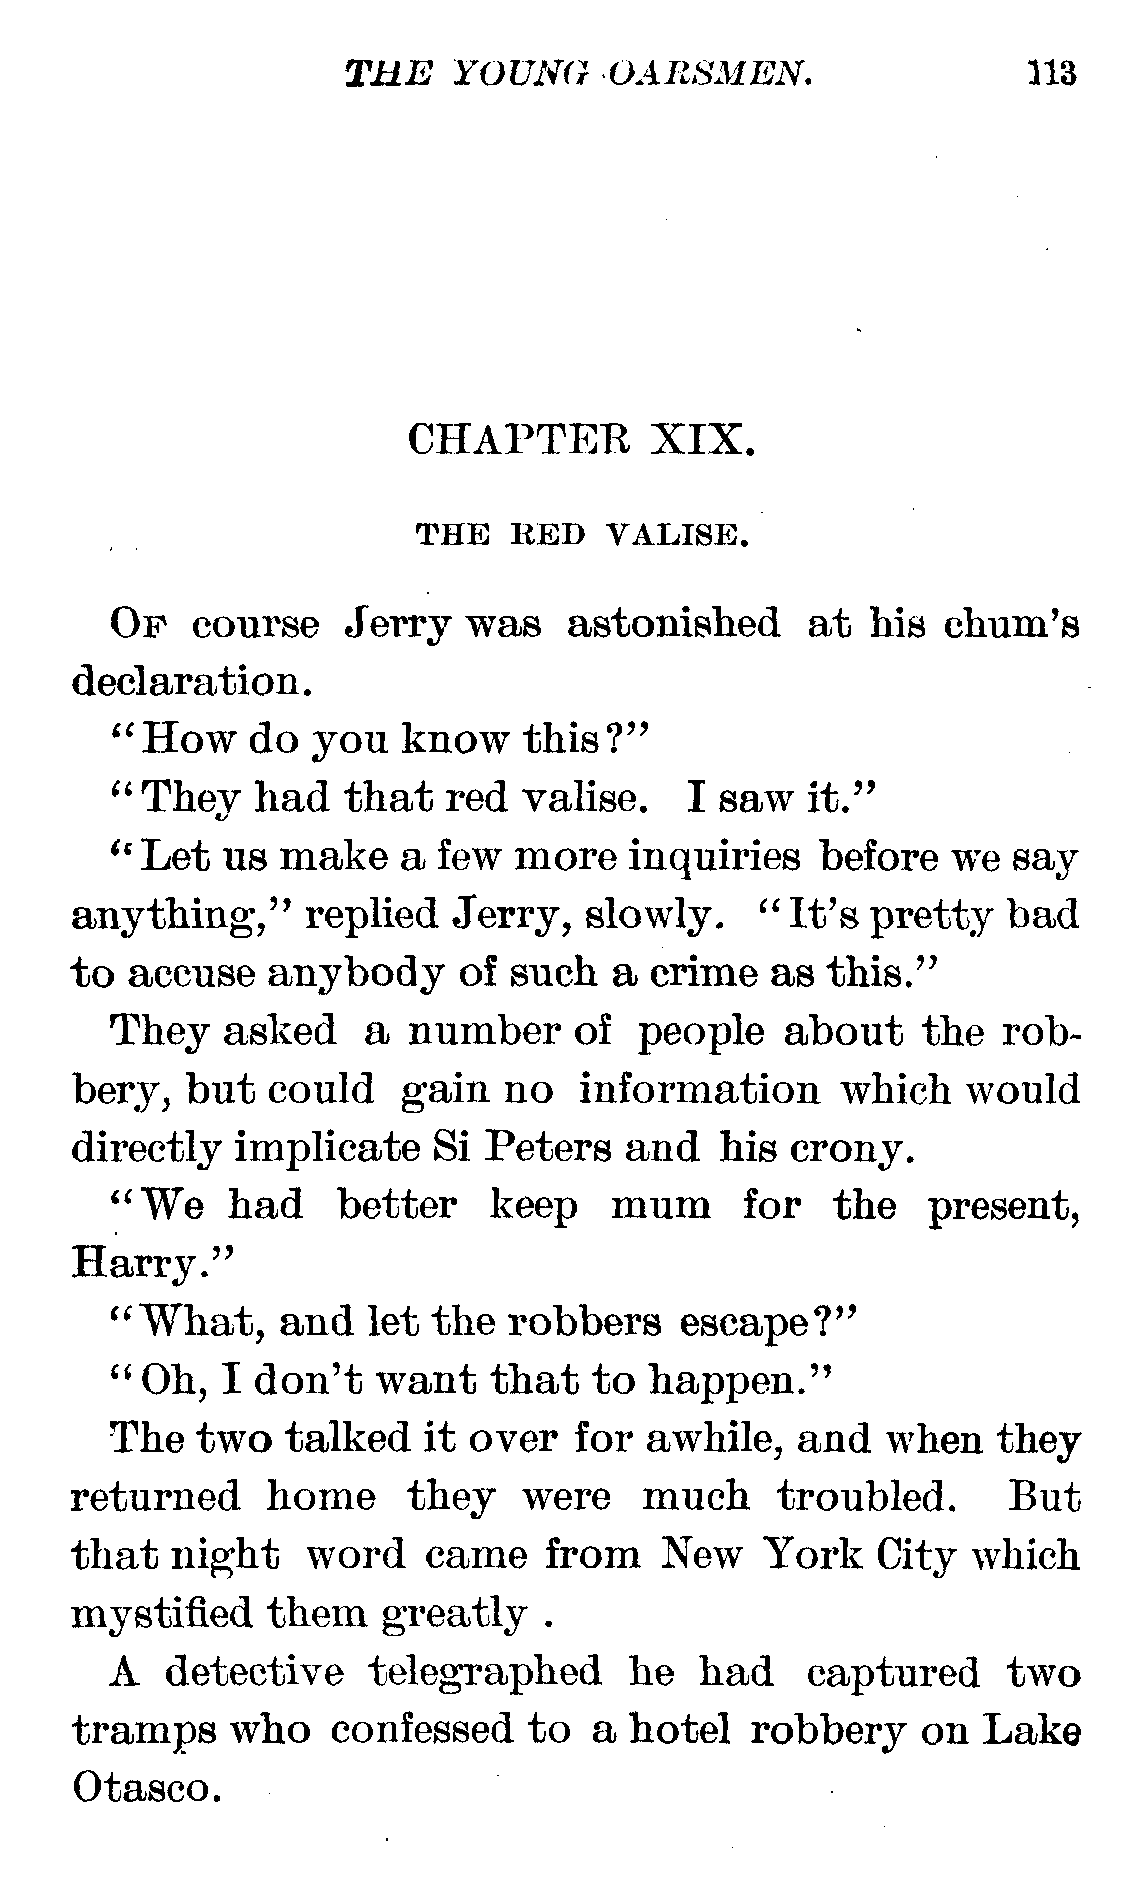 THE YOUNG OARSMEN. 113
CHAPTER XIX.
THE RED VALISE.
OF course Jerry was astonished at his chum's
declaration.
"How do you know this?"
"They had that red valise. I saw it."
"Let us make a few more inquiries before we say
anything," replied Jerry, slowly. "It's pretty bad
to accuse anybody of such a crime as this."
They asked a number of people about the rob-
bery, but could gain no information which would
directly implicate Si Peters and his crony.
"We had better keep mum for the present,
Harry."
"What, and let the robbers escape?"
"Oh, I don't want that to happen."
The two talked it over for awhile, and when they
returned home they were much troubled. But
that night word came from New York City which
mystified them greatly .
A detective telegraphed he had captured two
tramps who confessed to a hotel robbery on Lake
Otasco.